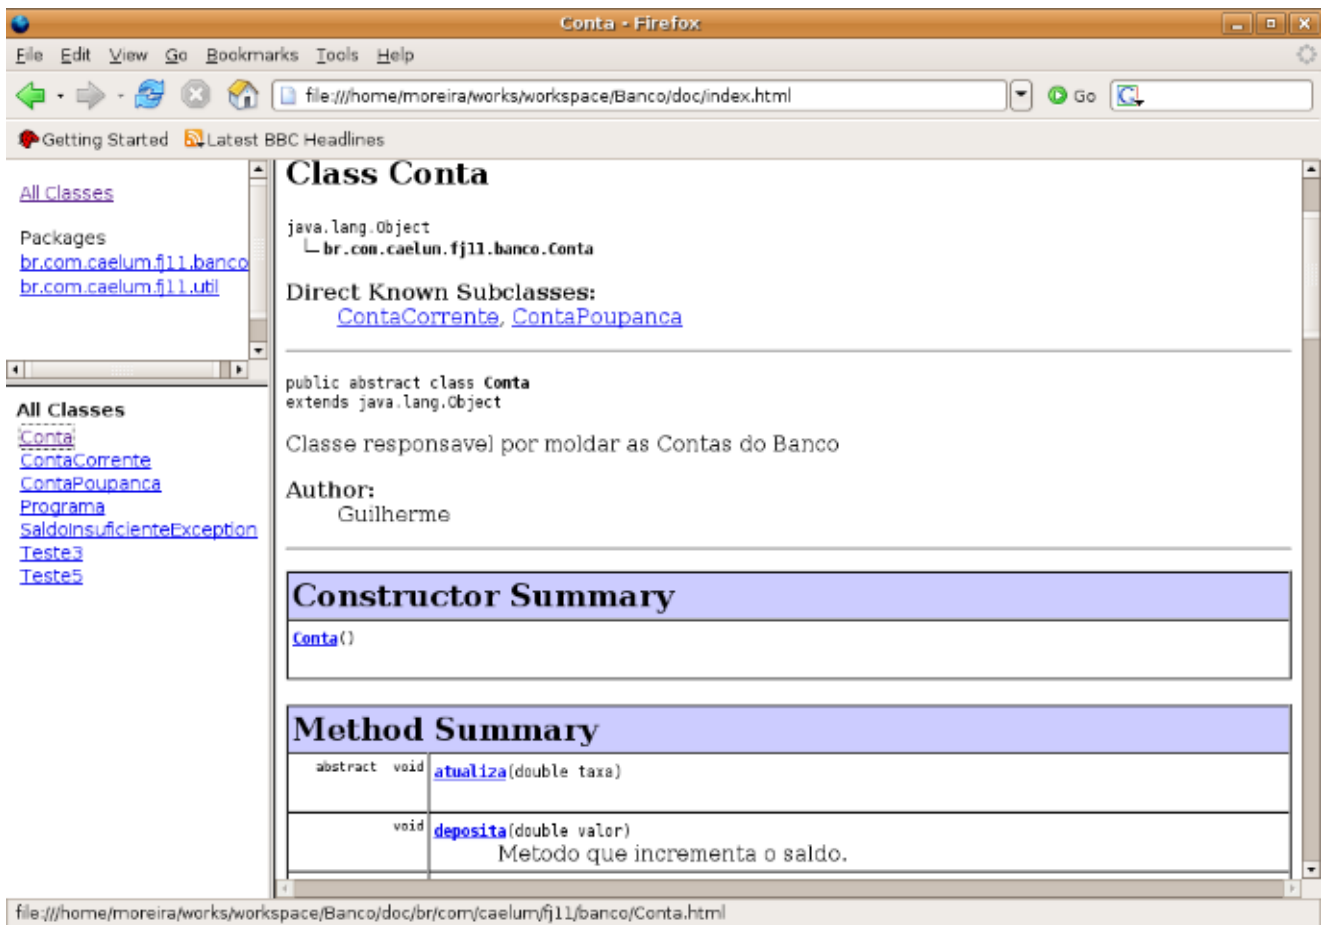 Conta - Firefox
File Edit View Go Bookmarks Tools Help
file:///home/moreira/works/workspace/Banco/doc/index.html Go
Getting Started Latest BBC Headlines
All Classes
Packages
br.com.caelum.fj11.banco
br.com.caelum.fj11.util
All Classes
Conta
ContaCorrente
ContaPoupanca
Programa
SaldoInsuficienteException
Teste3
Teste5
Class Conta
java.lang.Object
br.com.caelum.fj11.banco.Conta
Direct Known Subclasses:
ContaCorrente, ContaPoupanca
public abstract class Conta
extends java.lang.Object
Classe responsavel por moldar as Contas do Banco
Author:
Guilherme
Constructor Summary
Conta()
Method Summary
abstract void atualiza(double taxa)
void deposita(double valor)
Metodo que incrementa o saldo.
file:///home/moreira/works/workspace/Banco/doc/br/com/caelum/fj11/banco/Conta.html